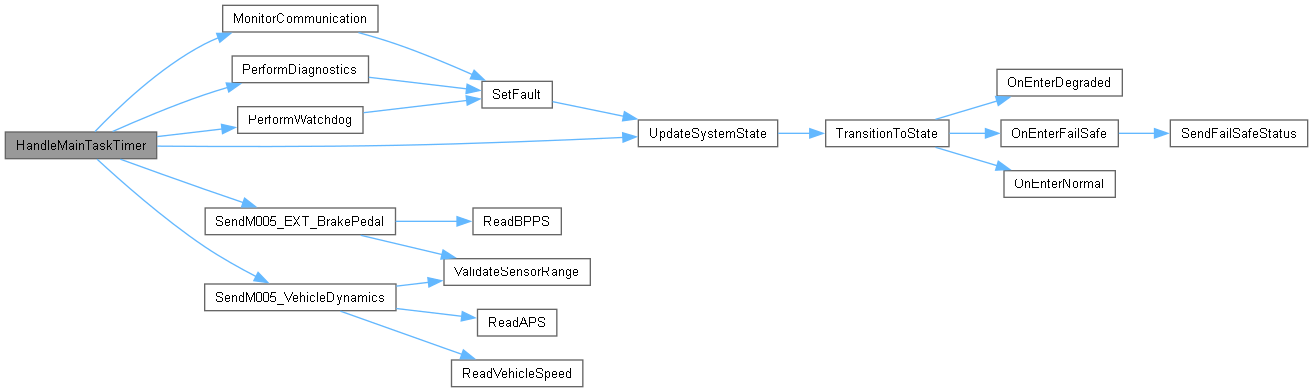 MonitorCommunication
PerformDiagnostics
SetFault
OnEnterDegraded
PerformWatchdog
UpdateSystemState
TransitionToState
OnEnterFailSafe
SendFailSafeStatus
HandleMainTaskTimer
OnEnterNormal
SendM005_EXT_BrakePedal
ReadBPPS
ValidateSensorRange
SendM005_VehicleDynamics
ReadAPS
ReadVehicleSpeed